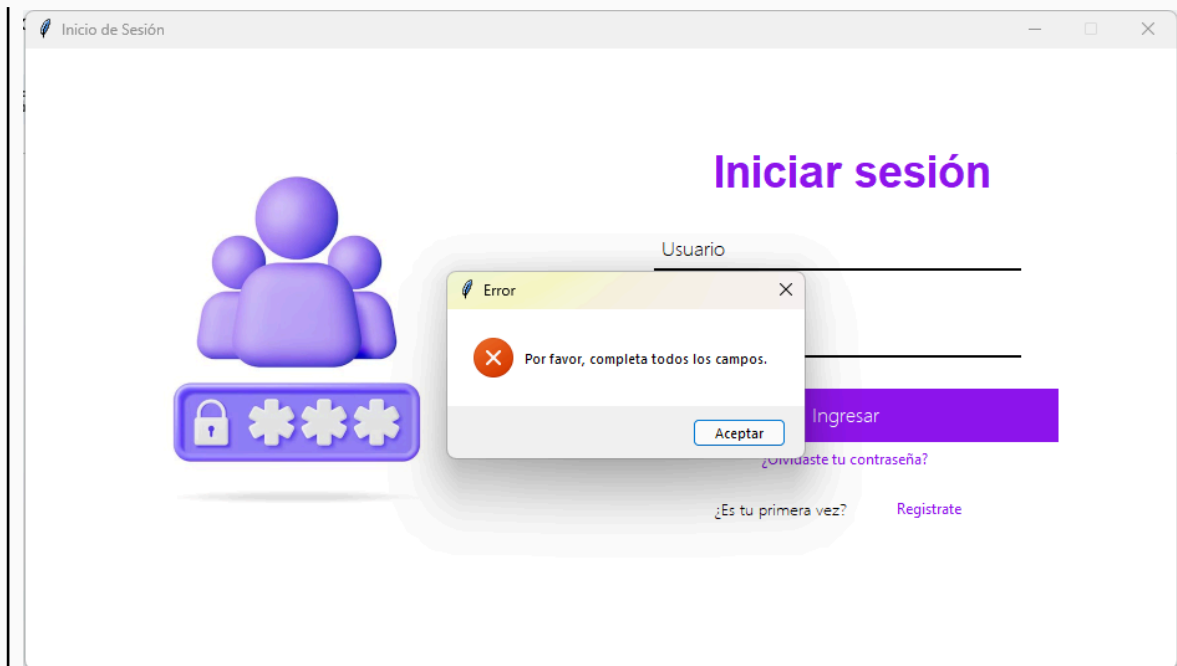 Inicio de Sesión
Iniciar sesión
Usuario
Error
Por favor, completa todos los campos.
Aceptar
Ingresar
¿Olvidaste tu contraseña?
¿Es tu primera vez?
Registrate